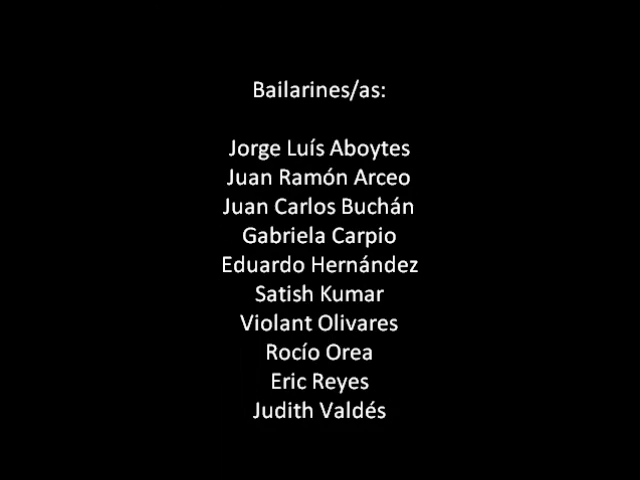 Bailarines/as:
Jorge Luís Aboytes
Juan Ramón Arceo
Juan Carlos Buchán
Gabriela Carpio
Eduardo Hernández
Satish Kumar
Violant Olivares
Rocío Orea
Eric Reyes
Judith Valdés